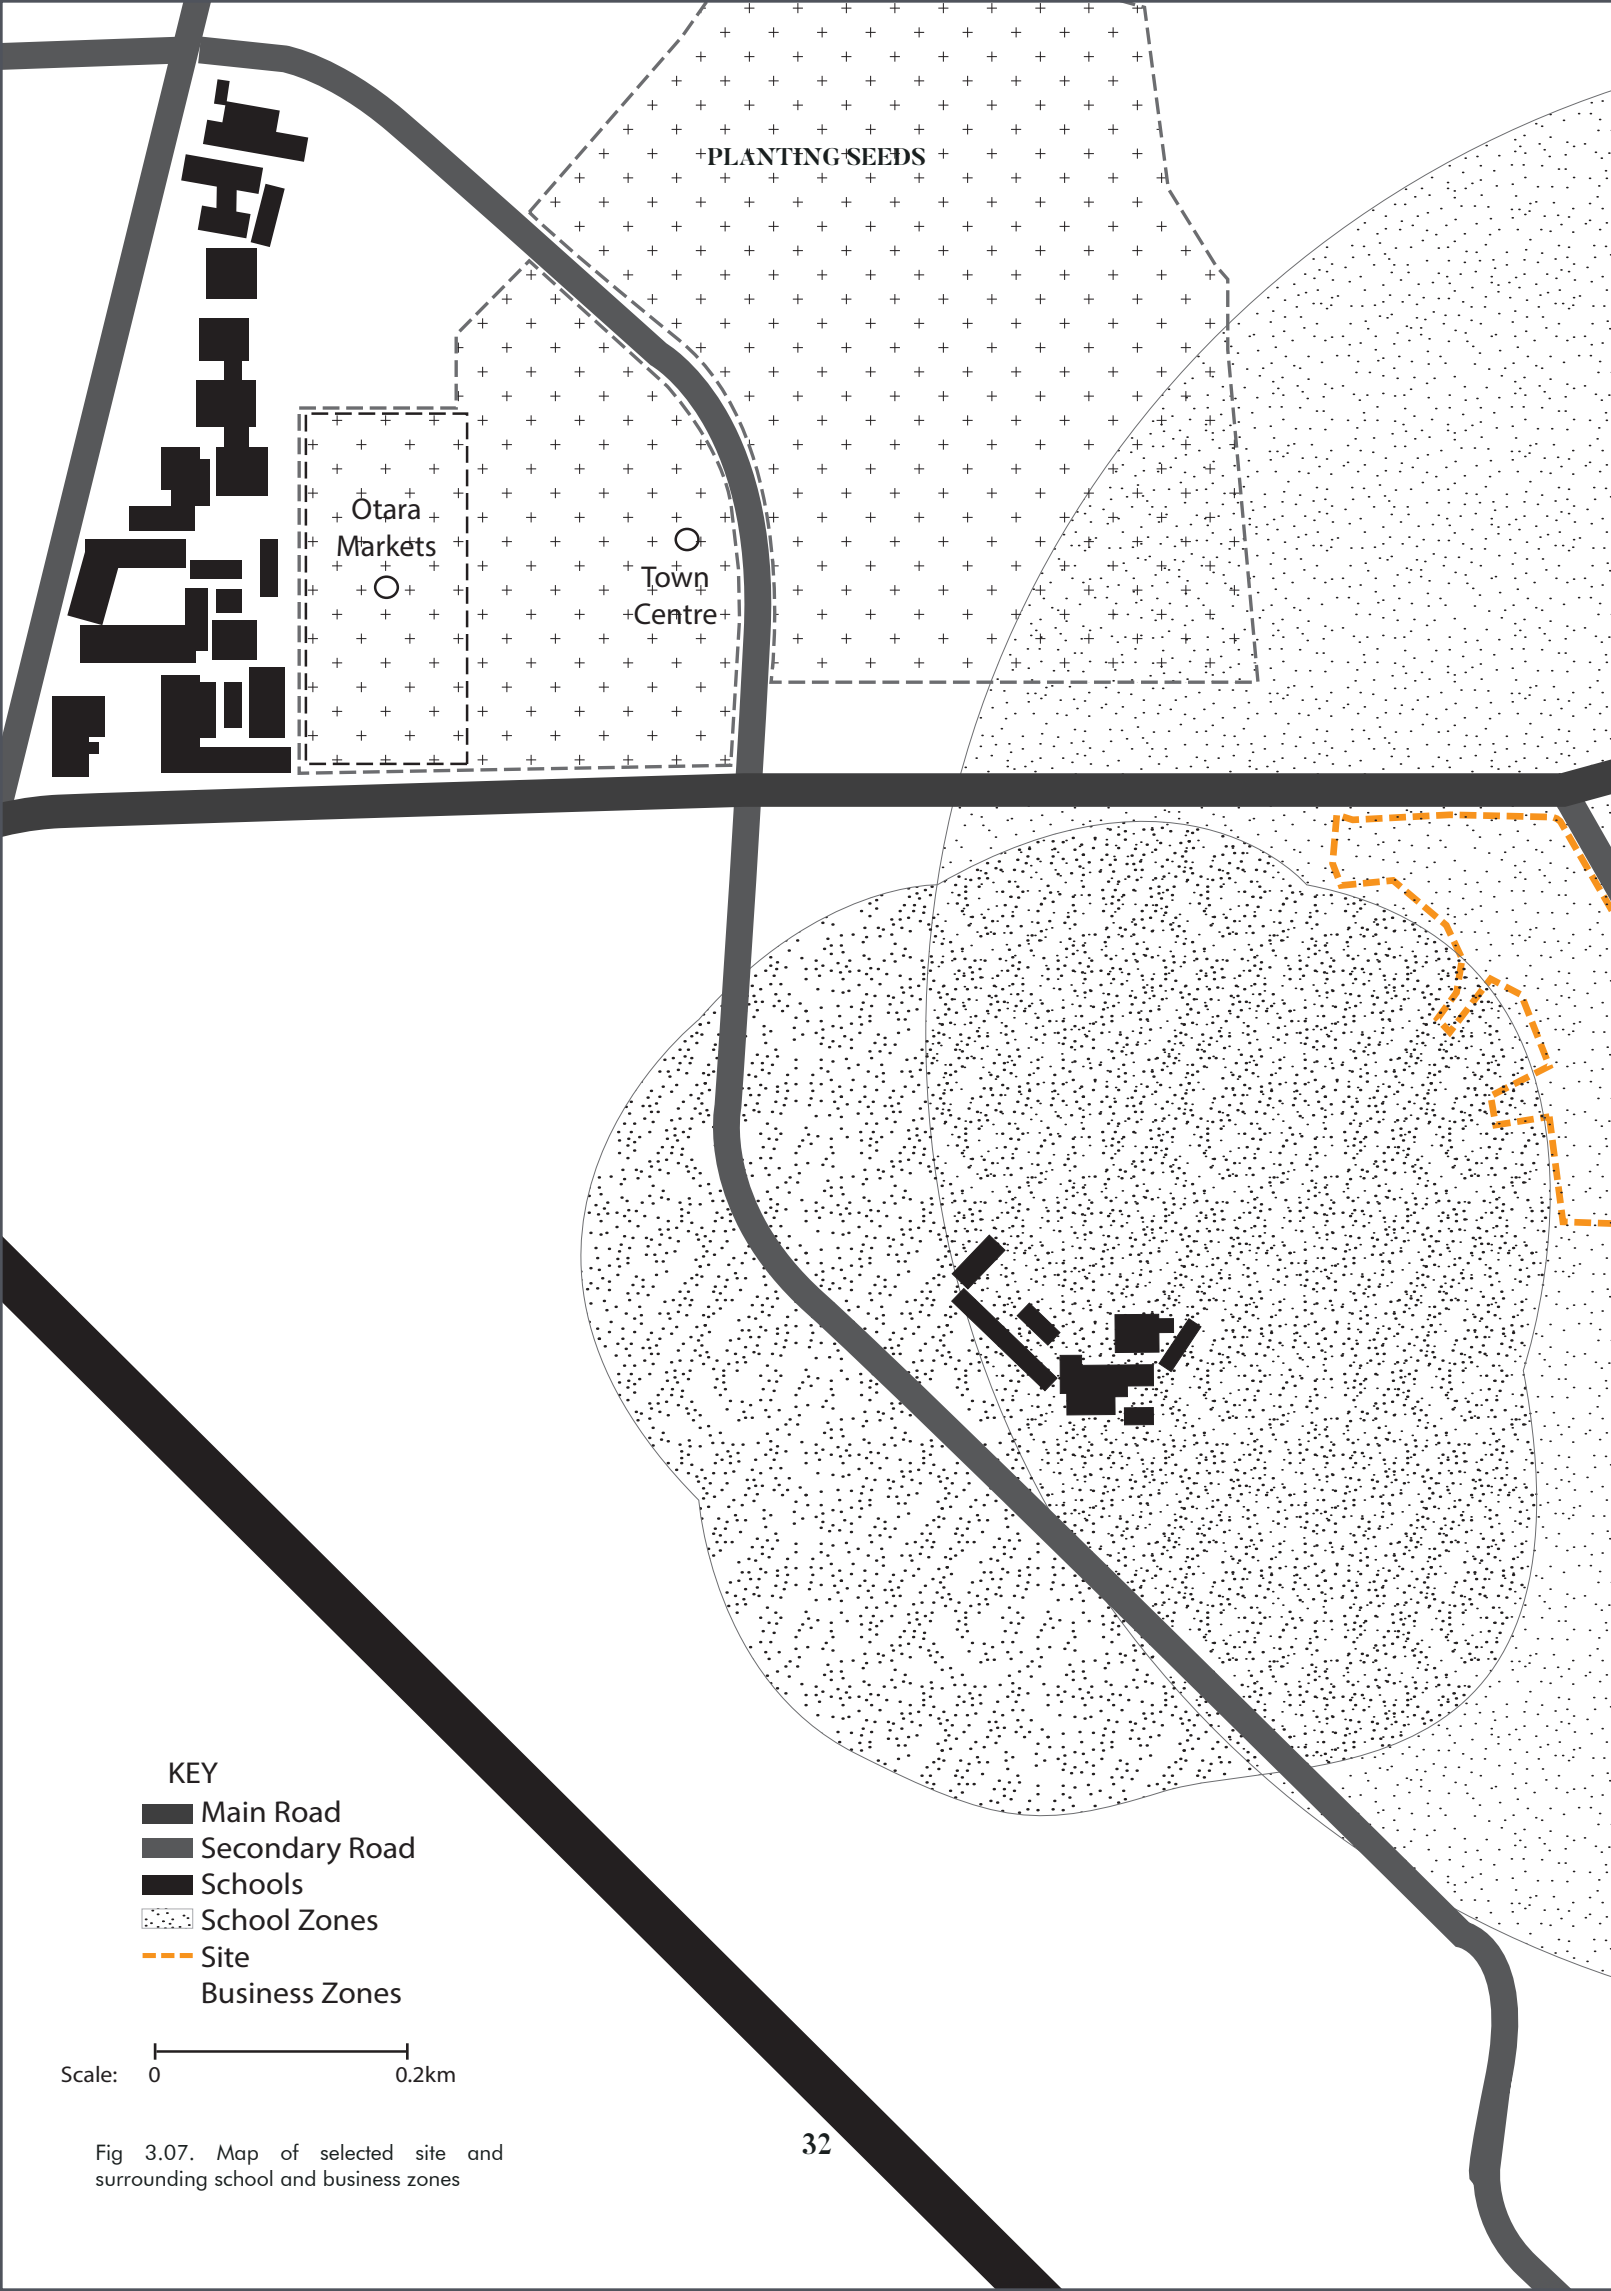 PLANTING SEEDS
Otara
Markets
Town
Centre
KEY
Main Road
Secondary Road
Schools
School Zones
Site
Business Zones
Scale: 0 0.2km
Fig 3.07. Map of selected site and
surrounding school and business zones
32